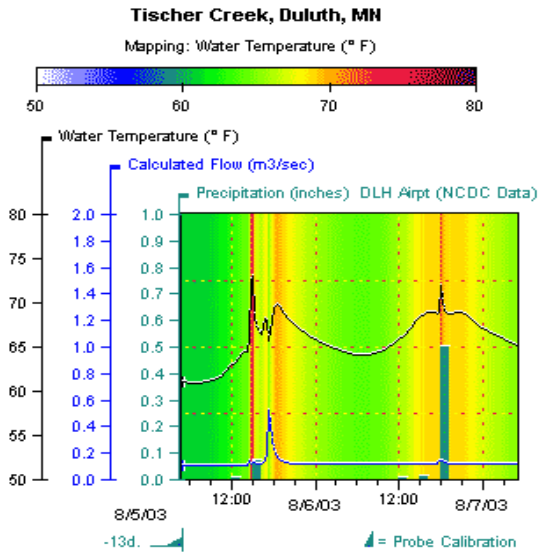 Tischer Creek, Duluth, MN
Mapping: Water Temperature (° F)
50 60 70 80
Water Temperature (° F)
Calculated Flow (m3/sec)
Precipitation (inches) DLH Airpt (NCDC Data)
80 2.0 1.0
1.8 0.9
75 1.6 0.8
1.4 0.7
70 1.2 0.6
65 1.0 0.5
0.8 0.4
60 0.6 0.3
55 0.4 0.2
0.2 0.1
50 0.0 0.0
12:00 12:00
8/5/03 8/6/03 8/7/03
-13d. = Probe Calibration